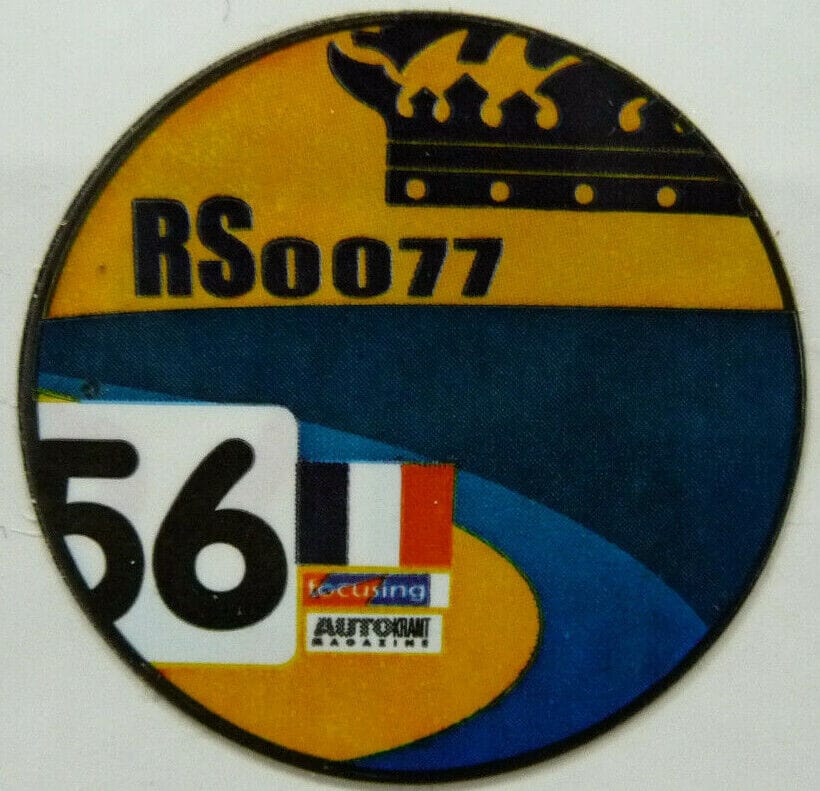 RS0077
56
focusing
AUTOKRANT
MAGAZINE